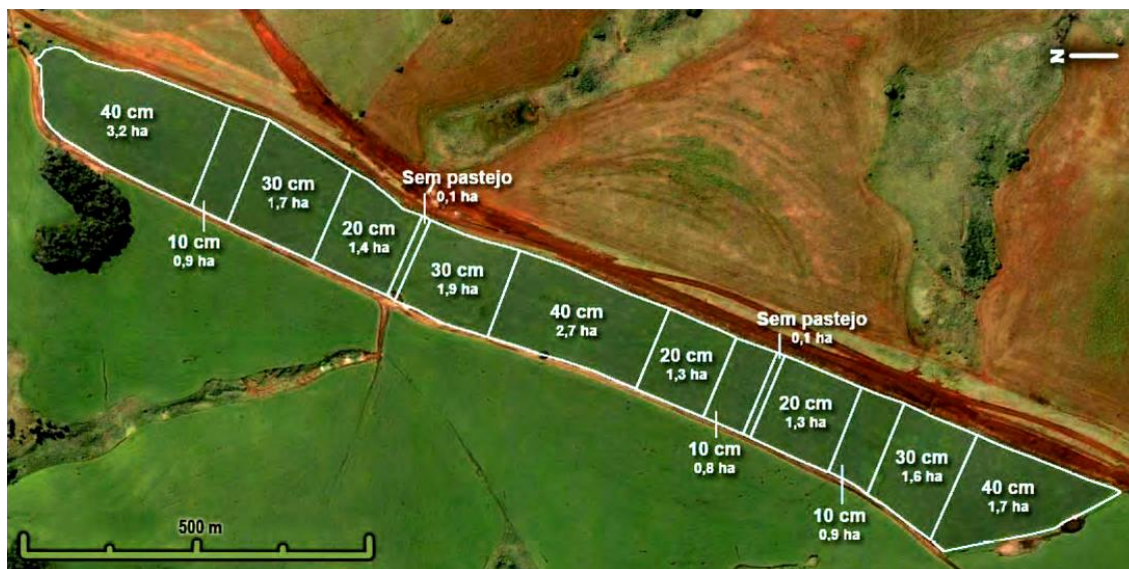 N
40 cm
3,2 ha
10 cm
0,9 ha
30 cm
1,7 ha
20 cm
1,4 ha
Sem pastejo
0,1 ha
30 cm
1,9 ha
40 cm
2,7 ha
20 cm
1,3 ha
10 cm
0,8 ha
Sem pastejo
0,1 ha
20 cm
1,3 ha
10 cm
0,9 ha
30 cm
1,6 ha
40 cm
1,7 ha
500 m